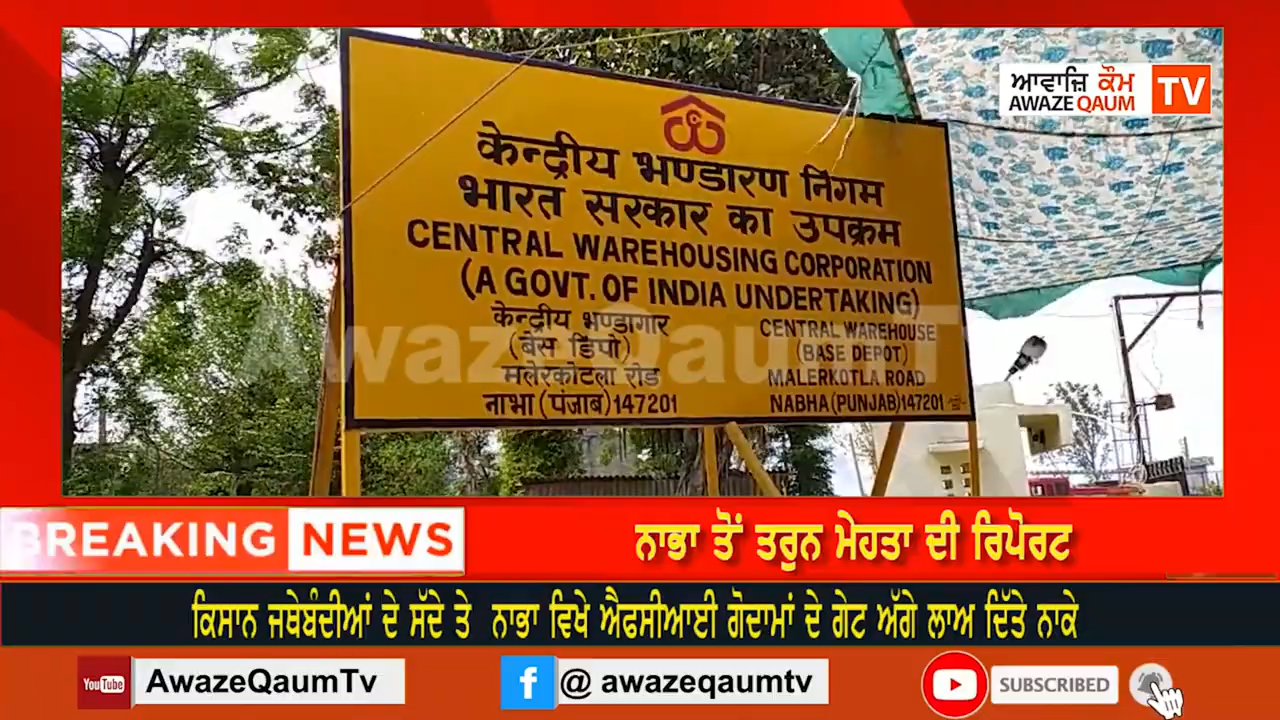 ਆਵਾਜ਼ਿ ਕੌਮ
AWAZE QAUM
TV
केन्द्रीय भण्डारण निगम
भारत सरकार का उपक्रम
CENTRAL WAREHOUSING CORPORATION
(A GOVT. OF INDIA UNDERTAKING)
केन्द्रीय भण्डागार
(बेस डिपो)
मलेरकोटला रोड
नाभा (पंजाब) 147201
CENTRAL WAREHOUSE
(BASE DEPOT)
MALERKOTLA ROAD
NABHA (PUNJAB) 147201
AwazeQaumT
BREAKING NEWS
ਨਾਭਾ ਤੋਂ ਤਰੁਨ ਮੇਹਤਾ ਦੀ ਰਿਪੋਰਟ
ਕਿਸਾਨ ਜਥੇਬੰਦੀਆਂ ਦੇ ਸੱਦੇ ਤੇ ਨਾਭਾ ਵਿਖੇ ਐਫਸੀਆਈ ਗੋਦਾਮਾਂ ਦੇ ਗੇਟ ਅੱਗੇ ਲਾਅ ਦਿੱਤੇ ਨਾਕੇ
YouTube AwazeQaumTv
f @ awazeqaumtv
SUBSCRIBED